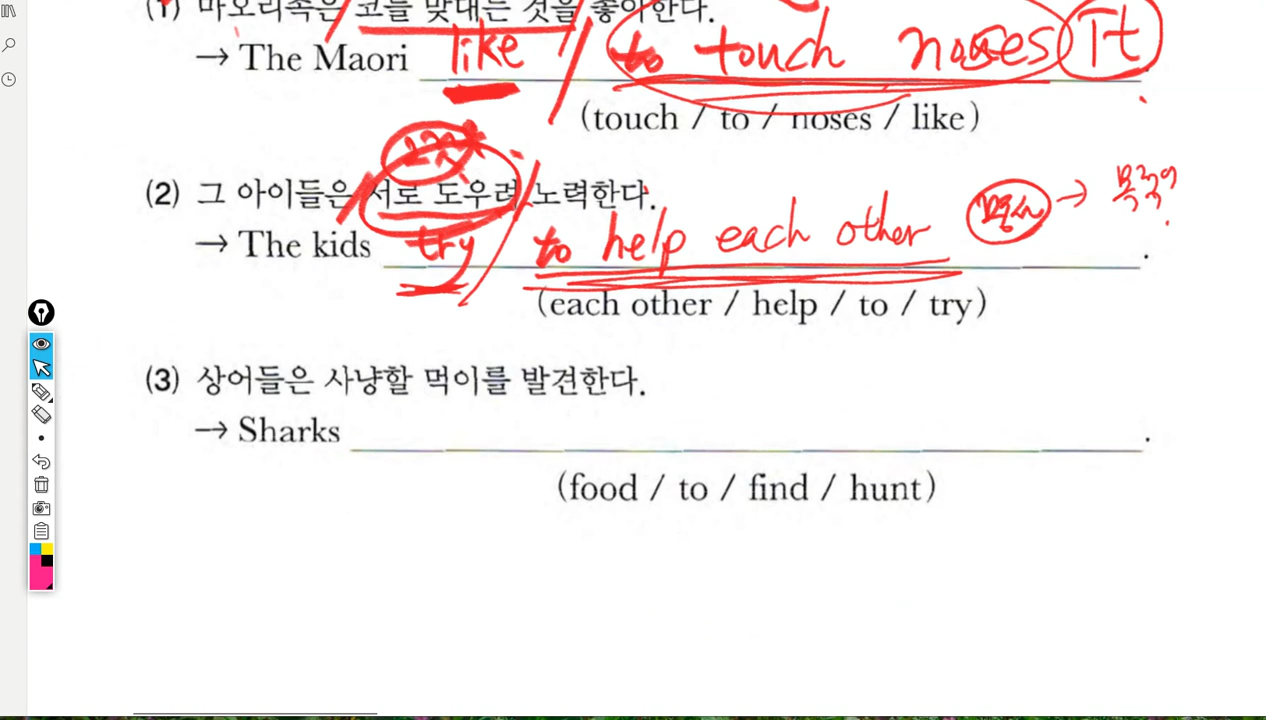 (1) 마오리족은 코를 맞대는 것을 좋아한다.
→ The Maori like to touch noses It.
(touch / to / noses / like)
(2) 그 아이들은 서로 도우려 노력한다.
→ The kids try to help each other. 명사 → 목적어
(each other / help / to / try)
(3) 상어들은 사냥할 먹이를 발견한다.
→ Sharks .
(food / to / find / hunt)